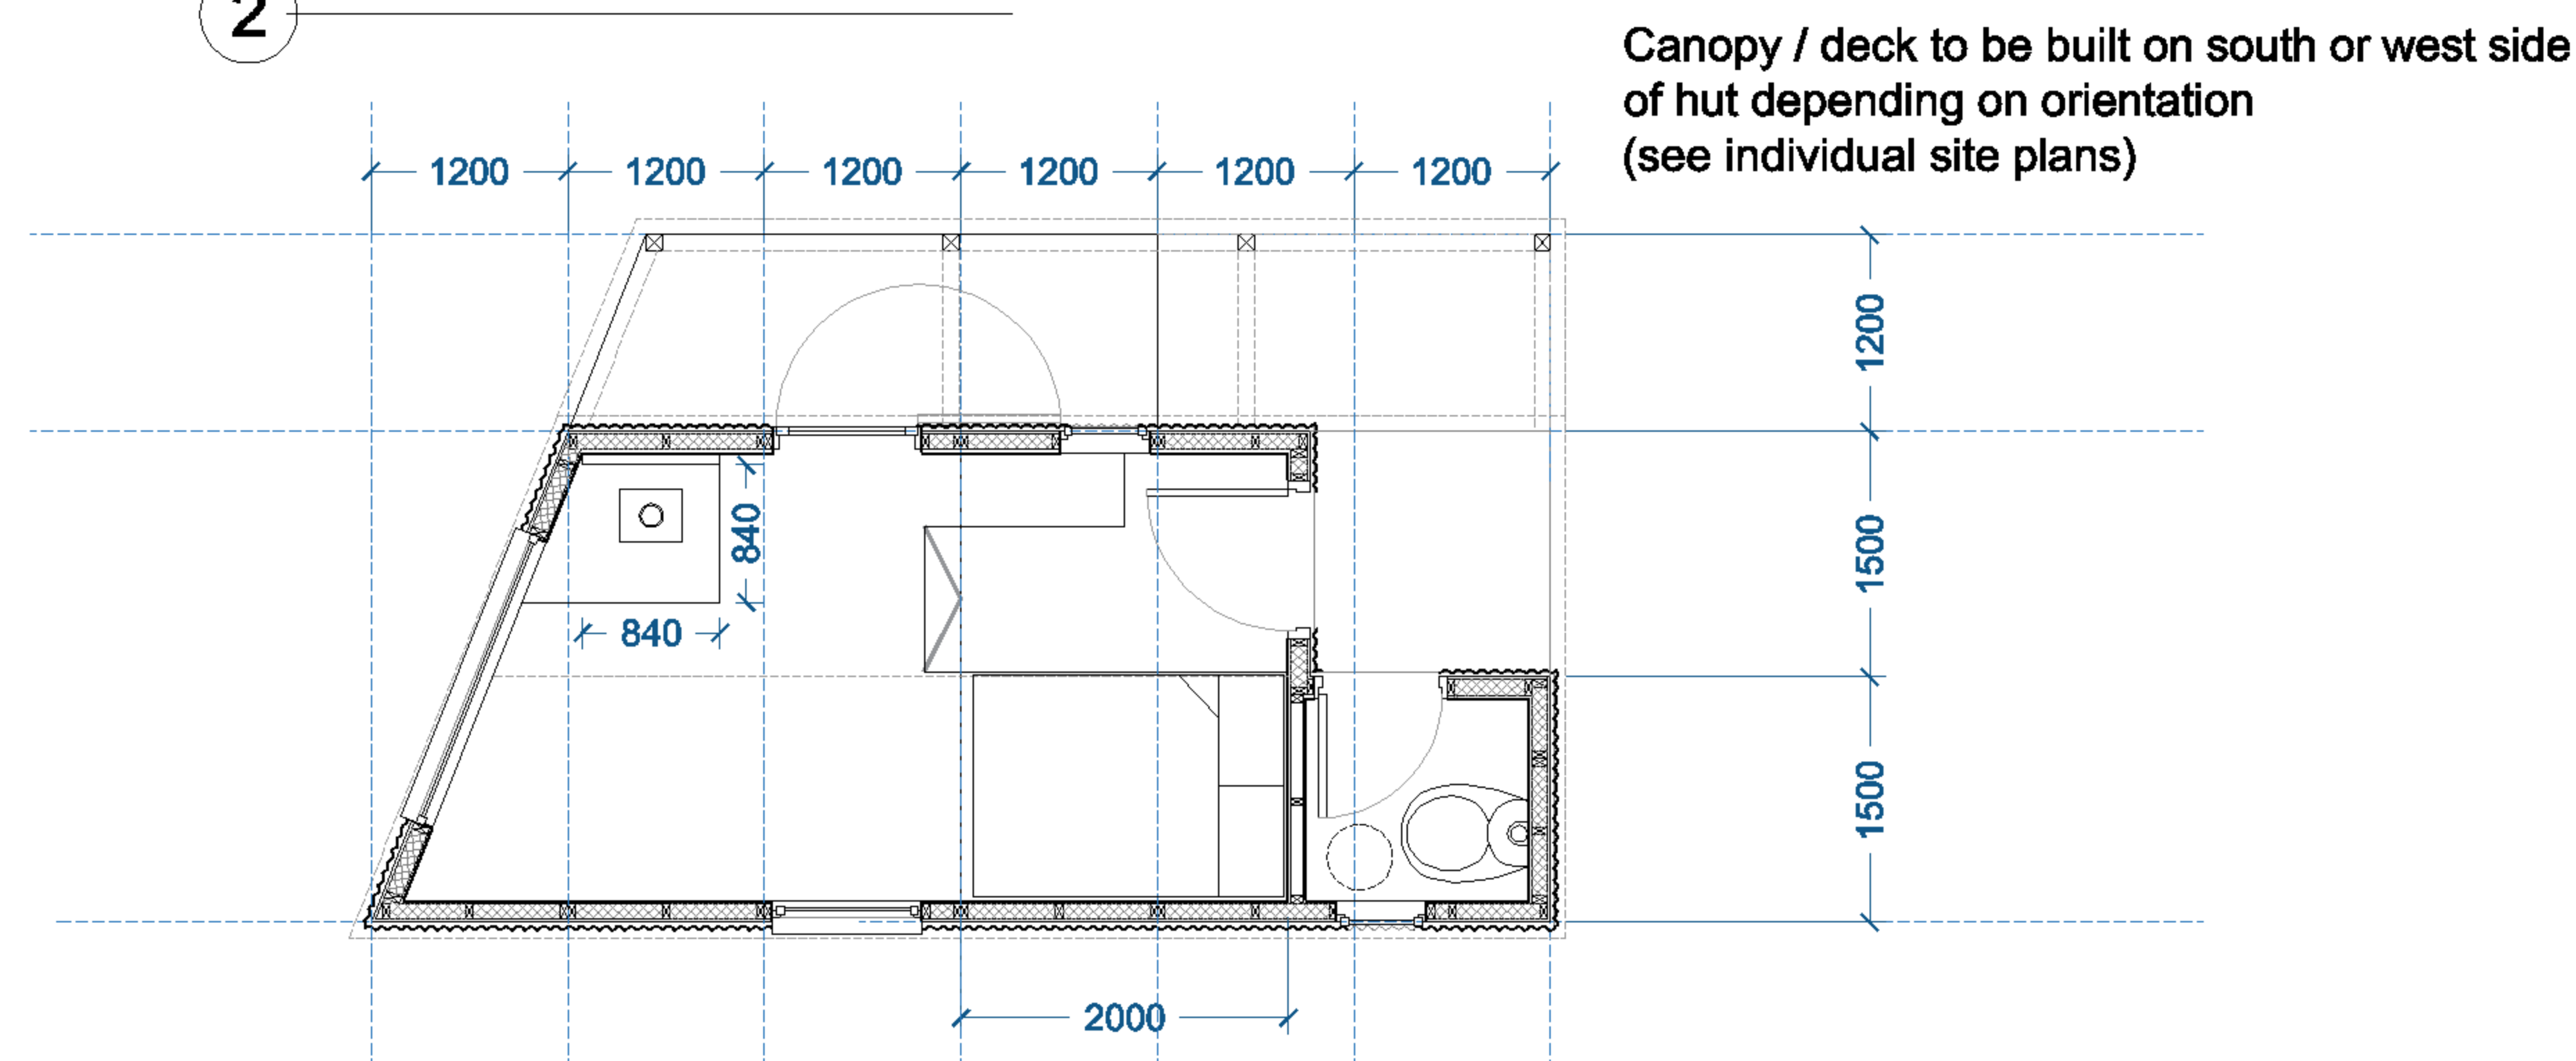 2
Canopy / deck to be built on south or west side
of hut depending on orientation
(see individual site plans)
1200 1200 1200 1200 1200 1200
1200
1500
1500
840
840
2000